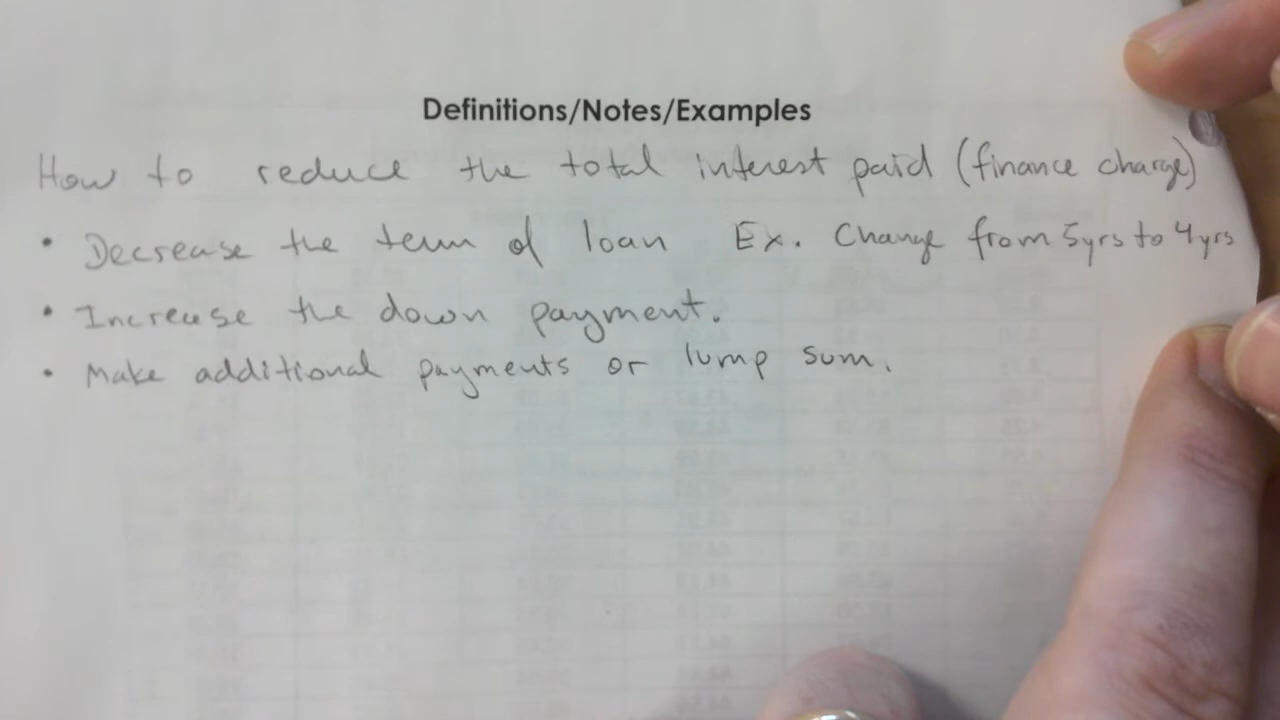 Definitions/Notes/Examples
How to reduce the total interest paid (finance charge)
• Decrease the term of loan Ex. Change from 5yrs to 4yrs
• Increase the down payment.
• Make additional payments or lump sum.